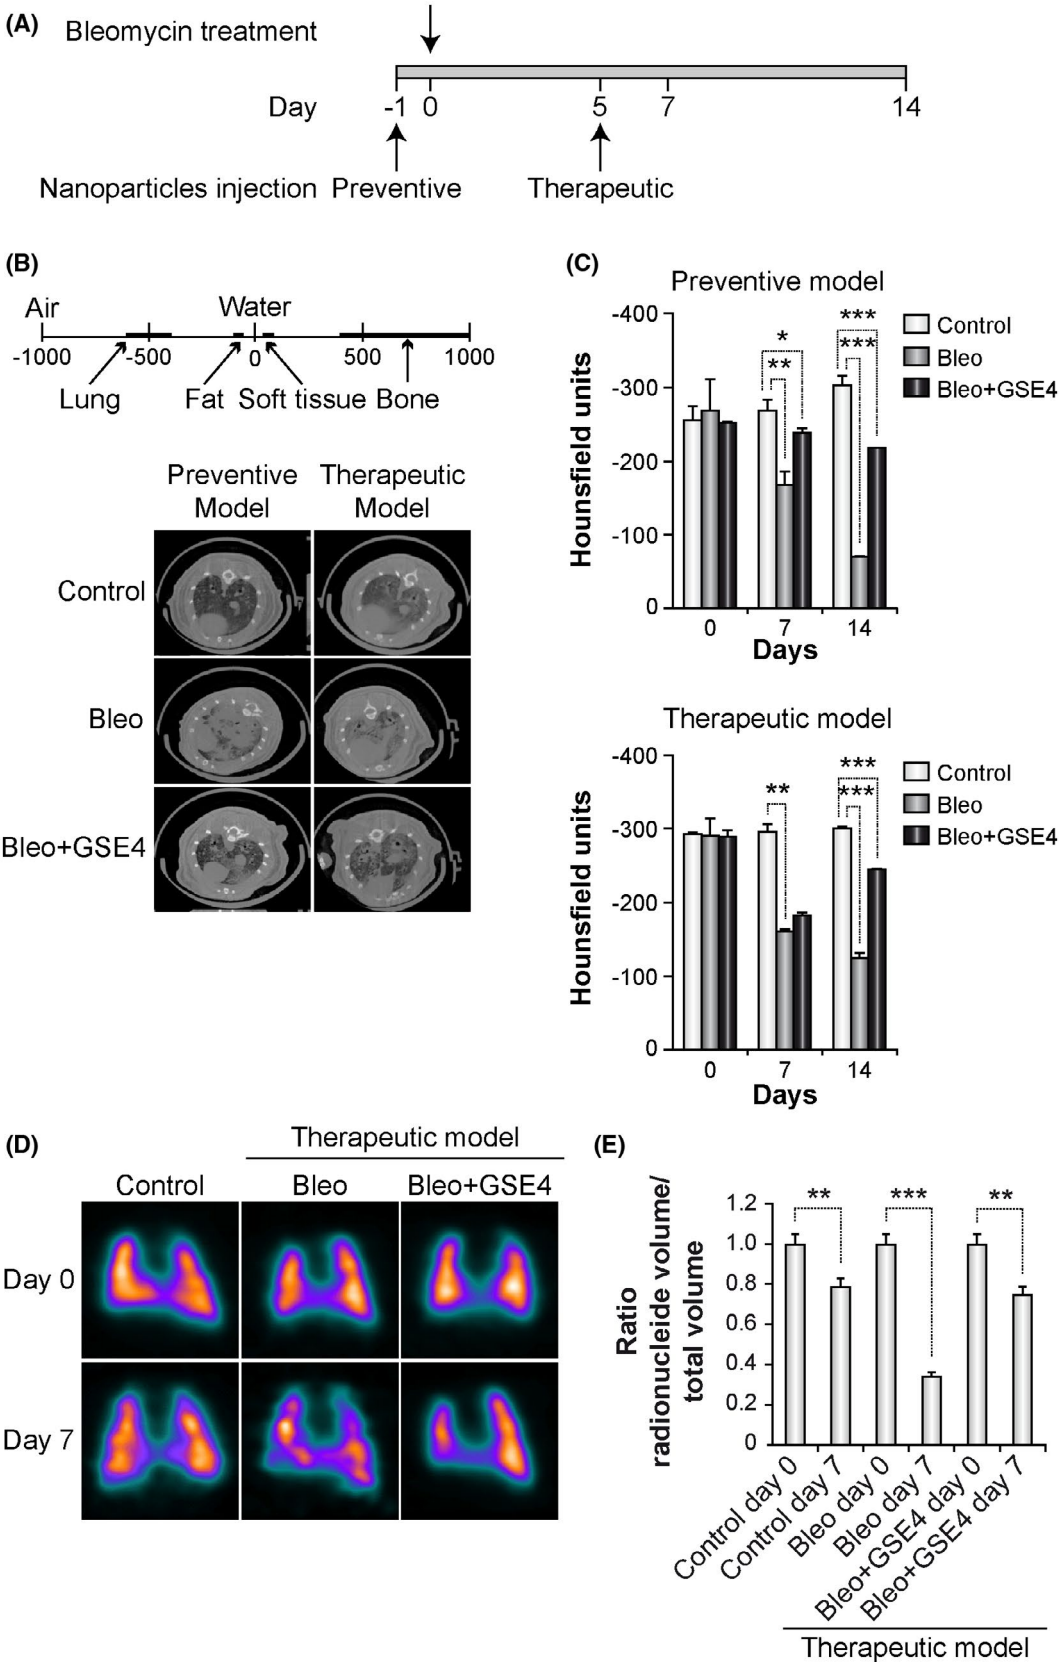 (A)
Bleomycin treatment
Day
-1 0 5 7 14
Nanoparticles injection Preventive Therapeutic
(B)
Air Water
-1000 -500 0 500 1000
Lung Fat Soft tissue Bone
Preventive
Model
Therapeutic
Model
Control
Bleo
Bleo+GSE4
(C)
Preventive model
Hounsfield units
-400
-300
-200
-100
0
*
**
***
***
Control
Bleo
Bleo+GSE4
0 7 14
Days
Therapeutic model
Hounsfield units
-400
-300
-200
-100
0
**
***
***
Control
Bleo
Bleo+GSE4
0 7 14
Days
(D)
Therapeutic model
Control Bleo Bleo+GSE4
Day 0
Day 7
(E)
Ratio
radionucleide volume/
total volume
1.2
1.0
0.8
0.6
0.4
0.2
0
** *** **
Control day 0
Control day 7
Bleo day 0
Bleo day 7
Bleo+GSE4 day 0
Bleo+GSE4 day 7
Therapeutic model